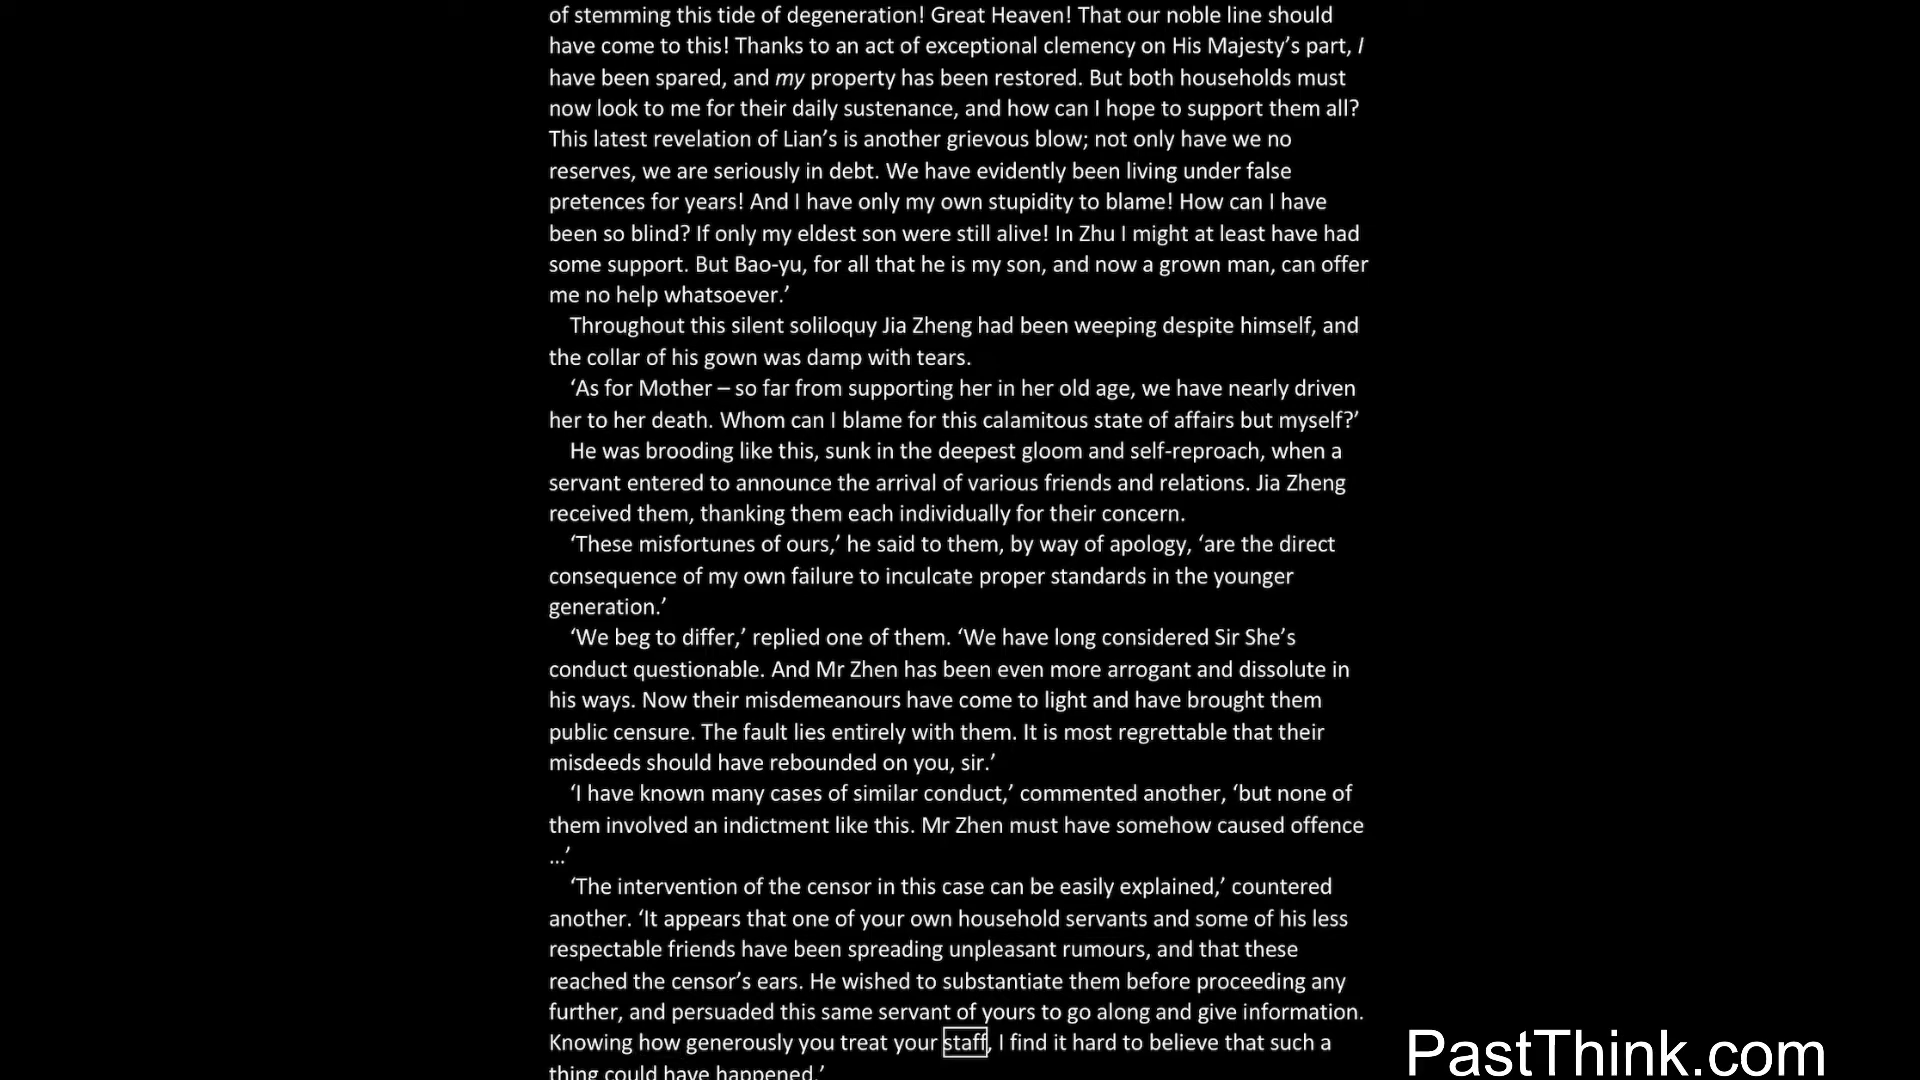 of stemming this tide of degeneration! Great Heaven! That our noble line should
have come to this! Thanks to an act of exceptional clemency on His Majesty’s part, I
have been spared, and my property has been restored. But both households must
now look to me for their daily sustenance, and how can I hope to support them all?
This latest revelation of Lian’s is another grievous blow; not only have we no
reserves, we are seriously in debt. We have evidently been living under false
pretences for years! And I have only my own stupidity to blame! How can I have
been so blind? If only my eldest son were still alive! In Zhu I might at least have had
some support. But Bao-yu, for all that he is my son, and now a grown man, can offer
me no help whatsoever.’
Throughout this silent soliloquy Jia Zheng had been weeping despite himself, and
the collar of his gown was damp with tears.
‘As for Mother – so far from supporting her in her old age, we have nearly driven
her to her death. Whom can I blame for this calamitous state of affairs but myself?’
He was brooding like this, sunk in the deepest gloom and self-reproach, when a
servant entered to announce the arrival of various friends and relations. Jia Zheng
received them, thanking them each individually for their concern.
‘These misfortunes of ours,’ he said to them, by way of apology, ‘are the direct
consequence of my own failure to inculcate proper standards in the younger
generation.’
‘We beg to differ,’ replied one of them. ‘We have long considered Sir She’s
conduct questionable. And Mr Zhen has been even more arrogant and dissolute in
his ways. Now their misdemeanours have come to light and have brought them
public censure. The fault lies entirely with them. It is most regrettable that their
misdeeds should have rebounded on you, sir.’
‘I have known many cases of similar conduct,’ commented another, ‘but none of
them involved an indictment like this. Mr Zhen must have somehow caused offence
…’
‘The intervention of the censor in this case can be easily explained,’ countered
another. ‘It appears that one of your own household servants and some of his less
respectable friends have been spreading unpleasant rumours, and that these
reached the censor’s ears. He wished to substantiate them before proceeding any
further, and persuaded this same servant of yours to go along and give information.
Knowing how generously you treat your staff, I find it hard to believe that such a
thing could have happened.’
PastThink.com